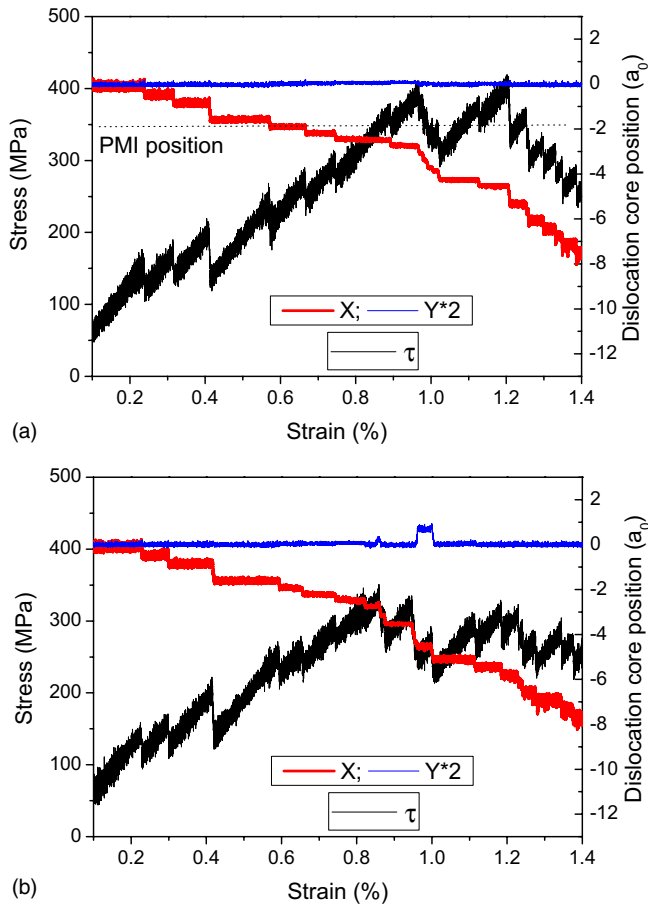 500
400
300
200
100
0
Stress (MPa)
PMI position
X; Y*2
τ
2
0
-2
-4
-6
-8
-10
-12
Dislocation core position (a0)
0.2 0.4 0.6 0.8 1.0 1.2 1.4
Strain (%)
(a)
500
400
300
200
100
0
Stress (MPa)
X; Y*2
τ
2
0
-2
-4
-6
-8
-10
-12
Dislocation core position (a0)
0.2 0.4 0.6 0.8 1.0 1.2 1.4
Strain (%)
(b)